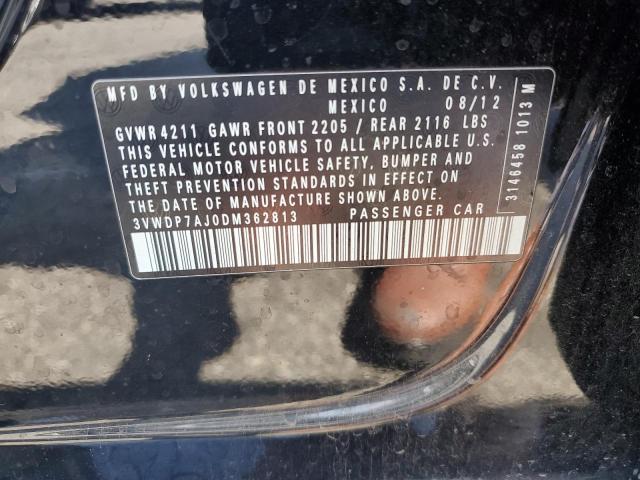 MFD BY VOLKSWAGEN DE MEXICO S.A. DE C.V.
MEXICO 08/12
GVWR 4211 GAWR FRONT 2205 / REAR 2116 LBS
THIS VEHICLE CONFORMS TO ALL APPLICABLE U.S.
FEDERAL MOTOR VEHICLE SAFETY, BUMPER AND
THEFT PREVENTION STANDARDS IN EFFECT ON
THE DATE OF MANUFACTURE SHOWN ABOVE.
3VWDP7AJ0DM362813 PASSENGER CAR
3146458 1013 M